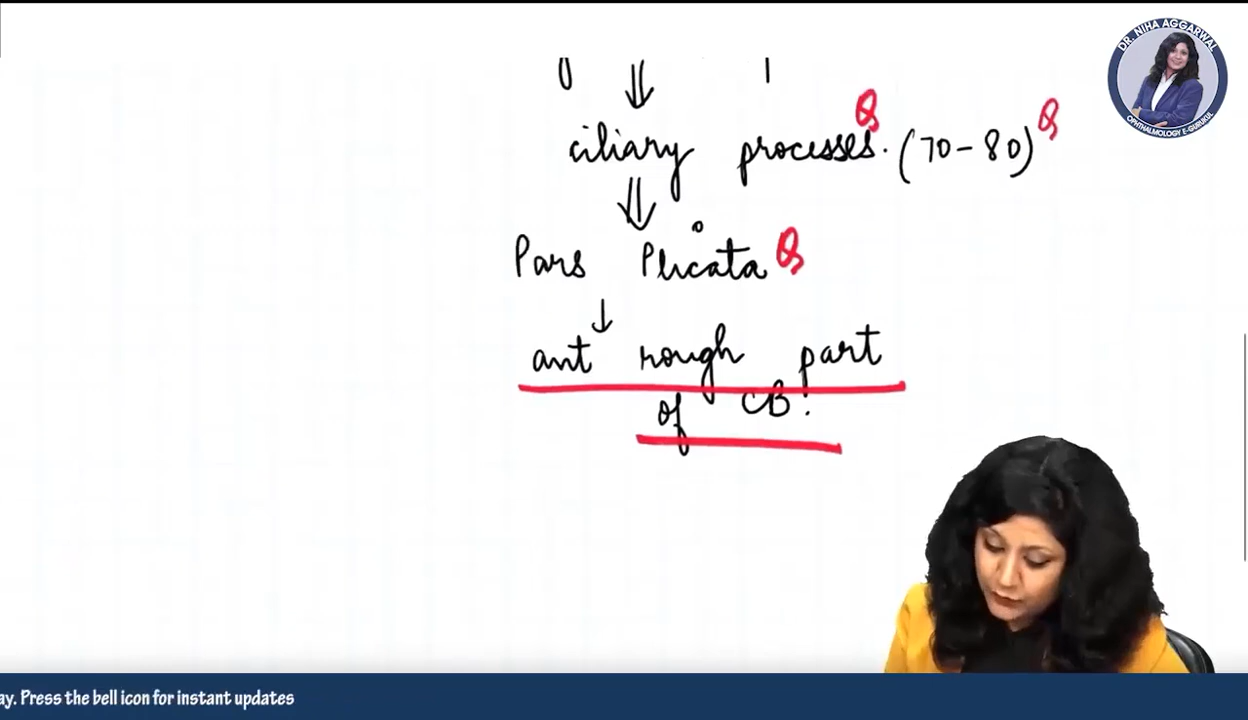 DR. NIHA AGGARWAL
OPHTHALMOLOGY E-GURUKUL
ciliary processes. (70-80)
Pars Plicata
ant rough part
of CB.
ay. Press the bell icon for instant updates